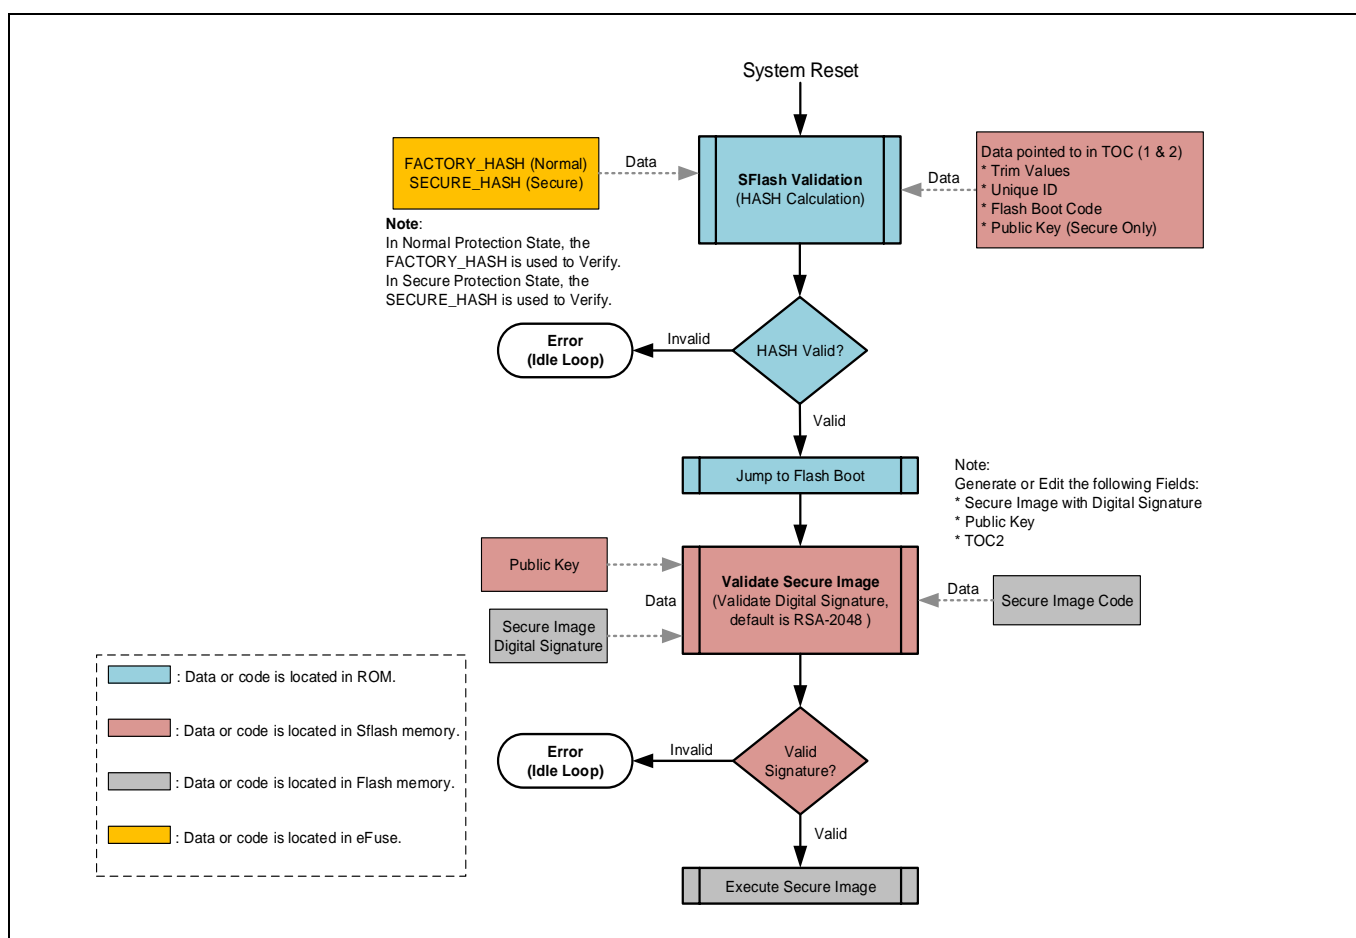 System Reset
FACTORY_HASH (Normal)
SECURE_HASH (Secure)
Data
SFlash Validation
(HASH Calculation)
Data
Data pointed to in TOC (1 & 2)
* Trim Values
* Unique ID
* Flash Boot Code
* Public Key (Secure Only)
Note:
In Normal Protection State, the
FACTORY_HASH is used to Verify.
In Secure Protection State, the
SECURE_HASH is used to Verify.
Error
(Idle Loop)
Invalid
HASH Valid?
Valid
Jump to Flash Boot
Note:
Generate or Edit the following Fields:
* Secure Image with Digital Signature
* Public Key
* TOC2
Public Key
Data
Secure Image
Digital Signature
Validate Secure Image
(Validate Digital Signature,
default is RSA-2048 )
Data
Secure Image Code
: Data or code is located in ROM.
: Data or code is located in Sflash memory.
: Data or code is located in Flash memory.
: Data or code is located in eFuse.
Error
(Idle Loop)
Invalid
Valid
Signature?
Valid
Execute Secure Image